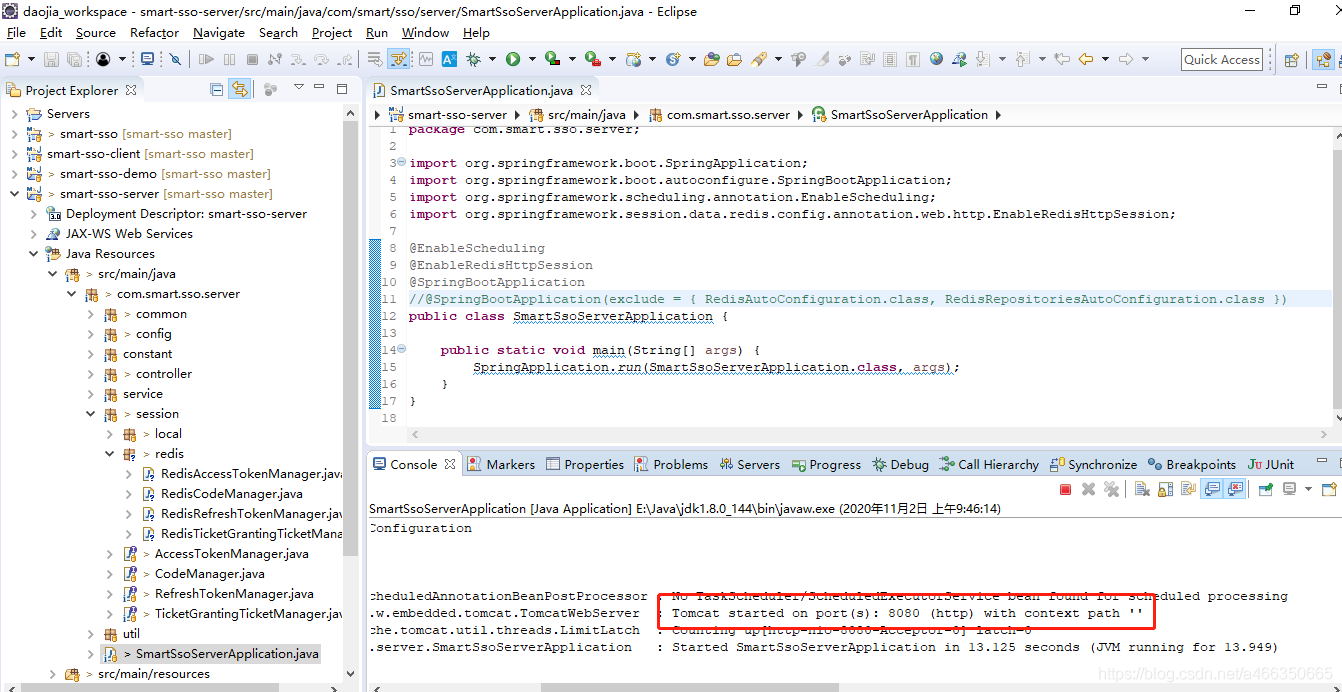 daojia_workspace - smart-sso-server/src/main/java/com/smart/sso/server/SmartSsoServerApplication.java - Eclipse
File Edit Source Refactor Navigate Search Project Run Window Help
Quick Access
Project Explorer
Servers
> smart-sso [smart-sso master]
smart-sso-client [smart-sso master]
> smart-sso-demo [smart-sso master]
> smart-sso-server [smart-sso master]
Deployment Descriptor: smart-sso-server
JAX-WS Web Services
Java Resources
> src/main/java
> com.smart.sso.server
> common
> config
constant
> controller
service
> session
> local
> redis
RedisAccessTokenManager.java
RedisCodeManager.java
RedisRefreshTokenManager.java
RedisTicketGrantingTicketMana
> AccessTokenManager.java
> CodeManager.java
> RefreshTokenManager.java
> TicketGrantingTicketManager.j
util
> SmartSsoServerApplication.java
> src/main/resources
SmartSsoServerApplication.java
smart-sso-server src/main/java com.smart.sso.server SmartSsoServerApplication
1 package com.smart.sso.server;
2
3 import org.springframework.boot.SpringApplication;
4 import org.springframework.boot.autoconfigure.SpringBootApplication;
5 import org.springframework.scheduling.annotation.EnableScheduling;
6 import org.springframework.session.data.redis.config.annotation.web.http.EnableRedisHttpSession;
7
8 @EnableScheduling
9 @EnableRedisHttpSession
10 @SpringBootApplication
11 //@SpringBootApplication(exclude = { RedisAutoConfiguration.class, RedisRepositoriesAutoConfiguration.class })
12 public class SmartSsoServerApplication {
13
14 public static void main(String[] args) {
15 SpringApplication.run(SmartSsoServerApplication.class, args);
16 }
17 }
18
Console Markers Properties Problems Servers Progress Debug Call Hierarchy Synchronize Breakpoints JUnit
SmartSsoServerApplication [Java Application] E:\Java\jdk1.8.0_144\bin\javaw.exe (2020年11月2日 上午9:46:14)
Configuration
cheduledAnnotationBeanPostProcessor : No TaskScheduler/ScheduledExecutorService bean found for scheduled processing
.w.embedded.tomcat.TomcatWebServer : Tomcat started on port(s): 8080 (http) with context path ''
che.tomcat.util.threads.LimitLatch : Counting up[http-nio-8080-Acceptor-0] latch=0
.server.SmartSsoServerApplication : Started SmartSsoServerApplication in 13.125 seconds (JVM running for 13.949)
https://blog.csdn.net/a466350665